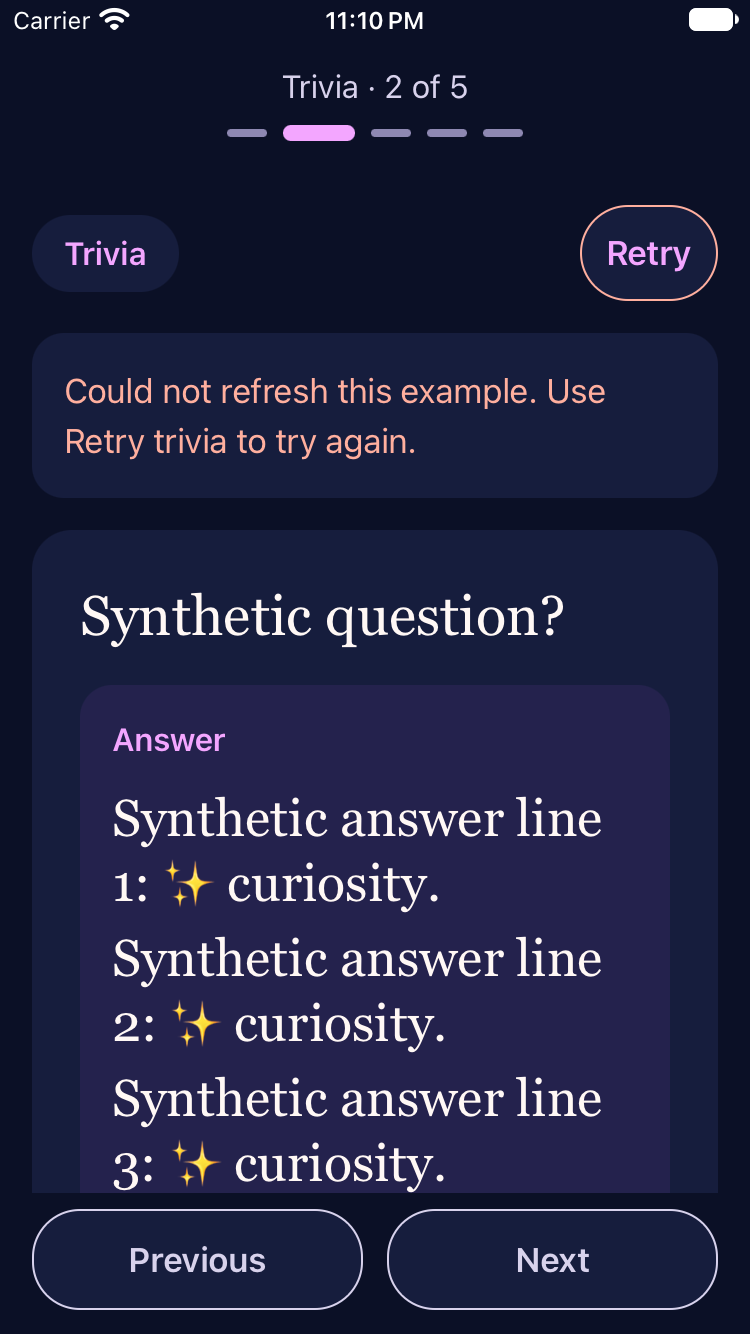 Carrier 11:10 PM
Trivia · 2 of 5
Trivia
Retry
Could not refresh this example. Use
Retry trivia to try again.
Synthetic question?
Answer
Synthetic answer line
1: ✨ curiosity.
Synthetic answer line
2: ✨ curiosity.
Synthetic answer line
3: ✨ curiosity.
Previous
Next